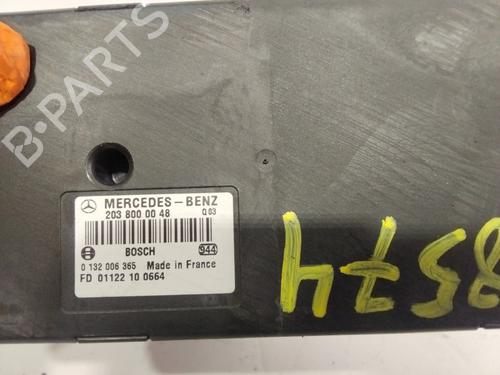 B-PARTS
MERCEDES-BENZ
203 800 00 48 Q03
BOSCH 944
0 132 006 365 Made in France
FD 01122 10 0664
8574